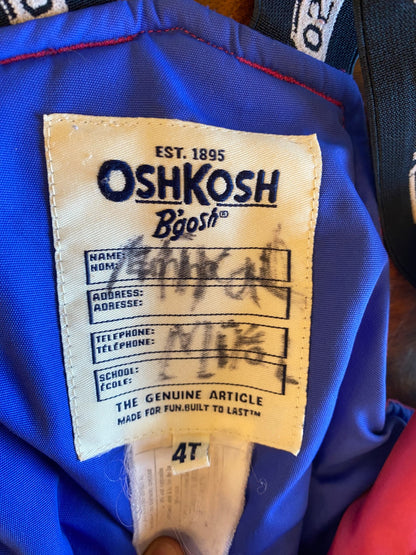 EST. 1895
OSHKOSH
B'gosh®
NAME:
NOM:
ADDRESS:
ADRESSE:
TELEPHONE:
TÉLÉPHONE:
SCHOOL:
ÉCOLE:
THE GENUINE ARTICLE
MADE FOR FUN.BUILT TO LAST™
4T